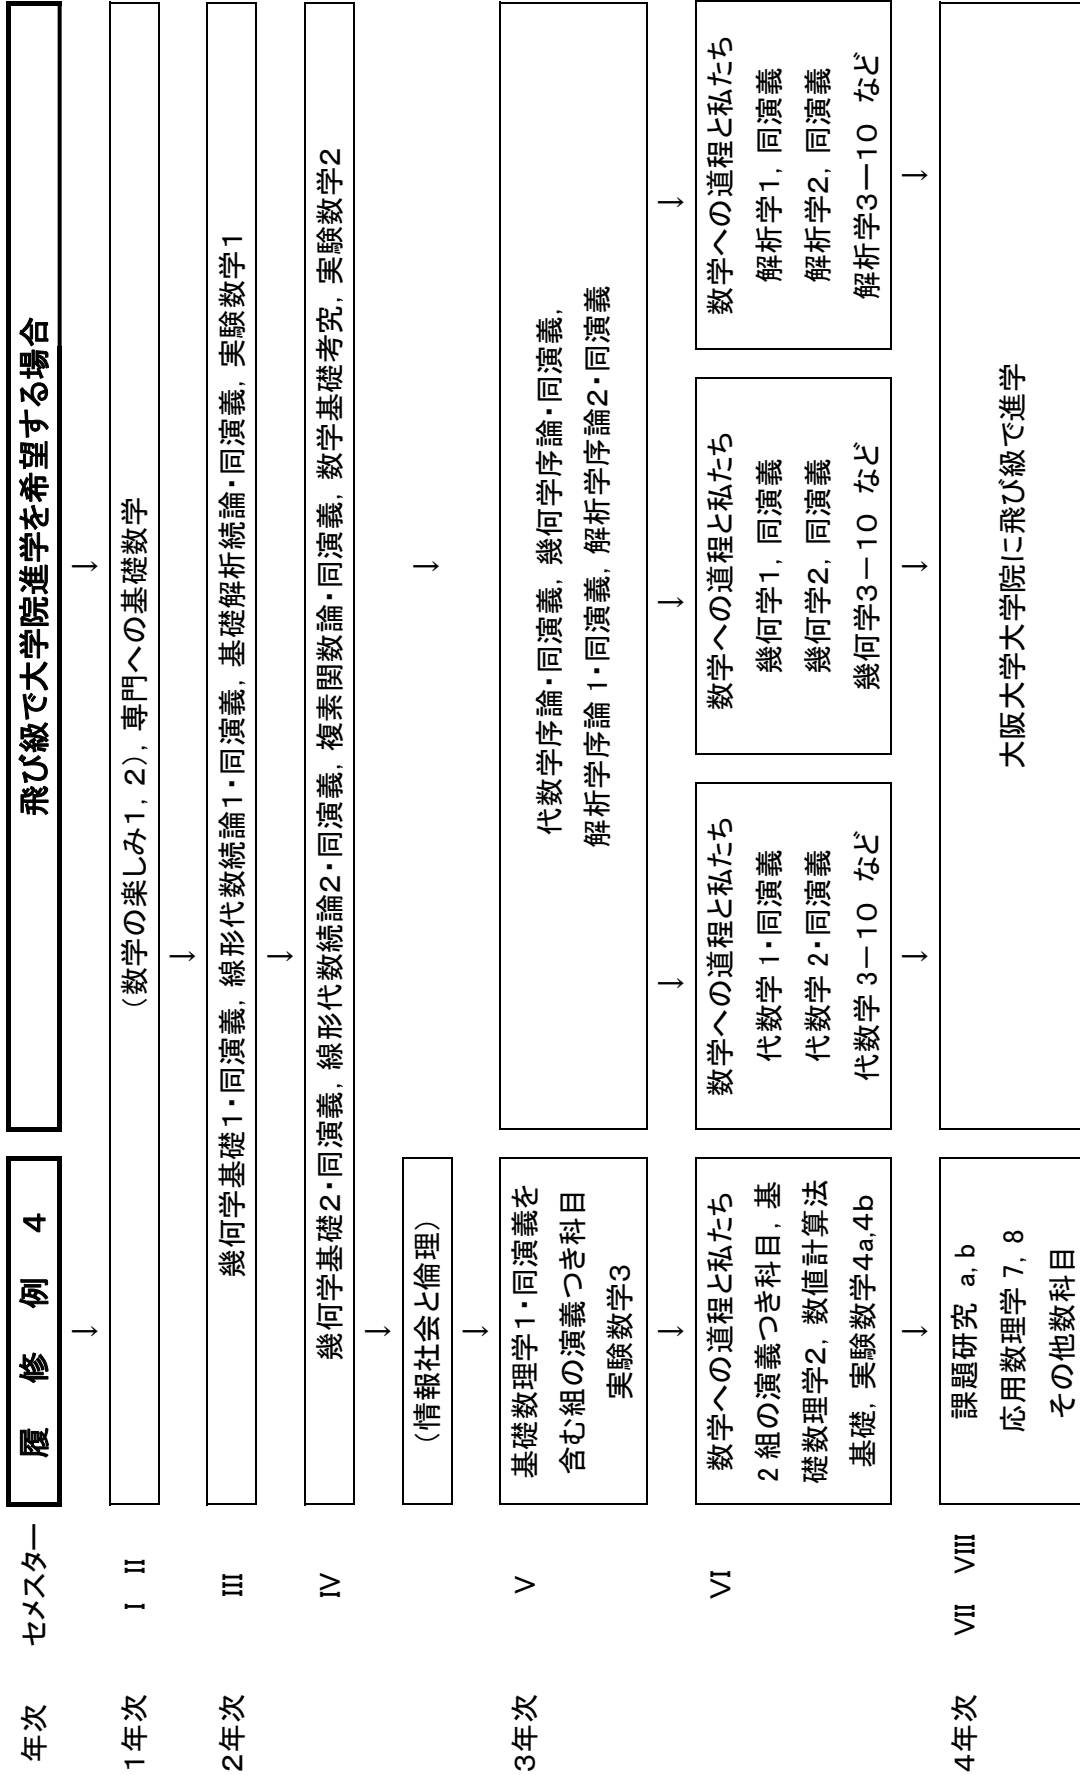 年次 セメスター 履 修 例 4 飛び級で大学院進学を希望する場合
↓ ↓
1年次 Ⅰ Ⅱ (数学の楽しみ1, 2), 専門への基礎数学
↓
2年次 Ⅲ 幾何学基礎1・同演義, 線形代数続論1・同演義, 基礎解析続論・同演義, 実験数学1
↓
Ⅳ 幾何学基礎2・同演義, 線形代数続論2・同演義, 複素関数論・同演義, 数学基礎考究, 実験数学2
↓ ↓
(情報社会と倫理)
↓
3年次 Ⅴ 基礎数理学1・同演義を
含む組の演義つき科目
実験数学3
代数学序論・同演義, 幾何学序論・同演義,
解析学序論 1・同演義, 解析学序論2・同演義
↓ ↓ ↓ ↓
Ⅵ 数学への道程と私たち
2 組の演義つき科目, 基
礎数理学2, 数値計算法
基礎, 実験数学4a,4b
数学への道程と私たち
代数学 1・同演義
代数学 2・同演義
代数学 3－10 など
数学への道程と私たち
幾何学1, 同演義
幾何学2, 同演義
幾何学3－10 など
数学への道程と私たち
解析学1, 同演義
解析学2, 同演義
解析学3－10 など
↓ ↓ ↓ ↓
4年次 Ⅶ Ⅷ 課題研究 a, b
応用数理学 7, 8
その他数科目
大阪大学大学院に飛び級で進学